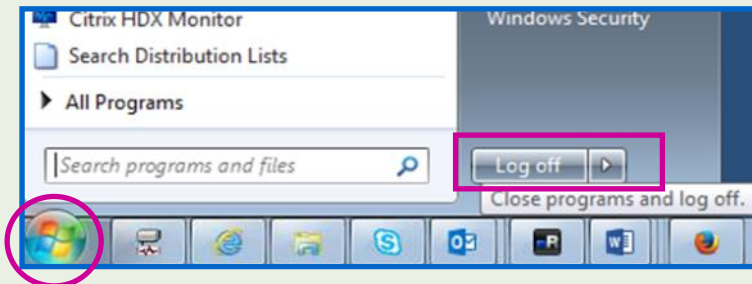 Citrix HDX Monitor
Windows Security
Search Distribution Lists
All Programs
Search programs and files
Log off
Close programs and log off.
S
O
R
W